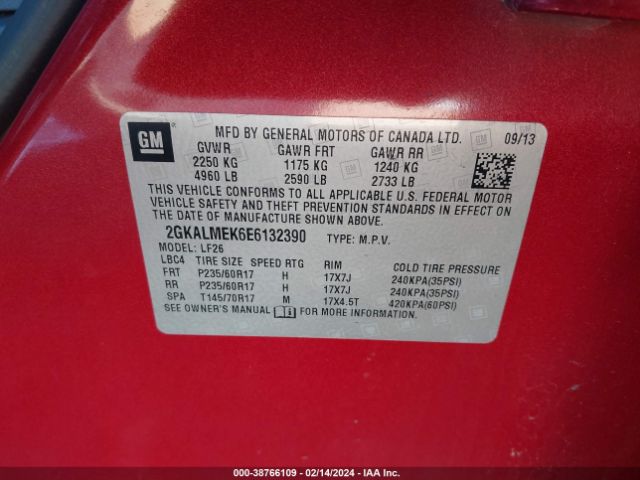 GM
MFD BY GENERAL MOTORS OF CANADA LTD. 09/13
GVWR GAWR FRT GAWR RR
2250 KG 1175 KG 1240 KG
4960 LB 2590 LB 2733 LB
THIS VEHICLE CONFORMS TO ALL APPLICABLE U.S. FEDERAL MOTOR
VEHICLE SAFETY AND THEFT PREVENTION STANDARDS IN EFFECT ON
THE DATE OF MANUFACTURE SHOWN ABOVE.
2GKALMEK6E6132390 TYPE: M.P.V.
MODEL: LF26
LBC4 TIRE SIZE SPEED RTG RIM COLD TIRE PRESSURE
FRT P235/60R17 H 17X7J 240KPA(35PSI)
RR P235/60R17 H 17X7J 240KPA(35PSI)
SPA T145/70R17 M 17X4.5T 420KPA(60PSI)
SEE OWNER'S MANUAL FOR MORE INFORMATION.
000-38766109 - 02/14/2024 - IAA Inc.